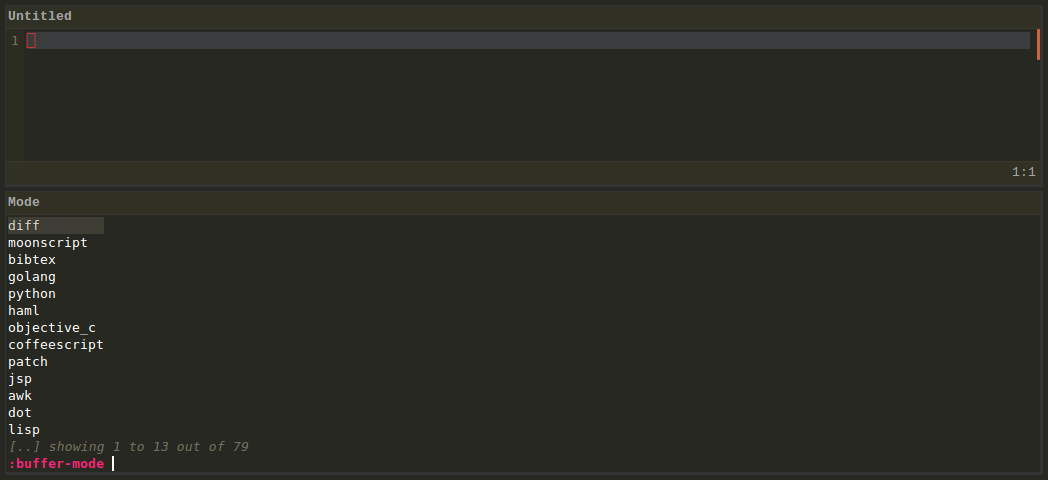 Untitled
1
1:1
Mode
diff
moonscript
bibtex
golang
python
haml
objective_c
coffeescript
patch
jsp
awk
dot
lisp
[..] showing 1 to 13 out of 79
:buffer-mode